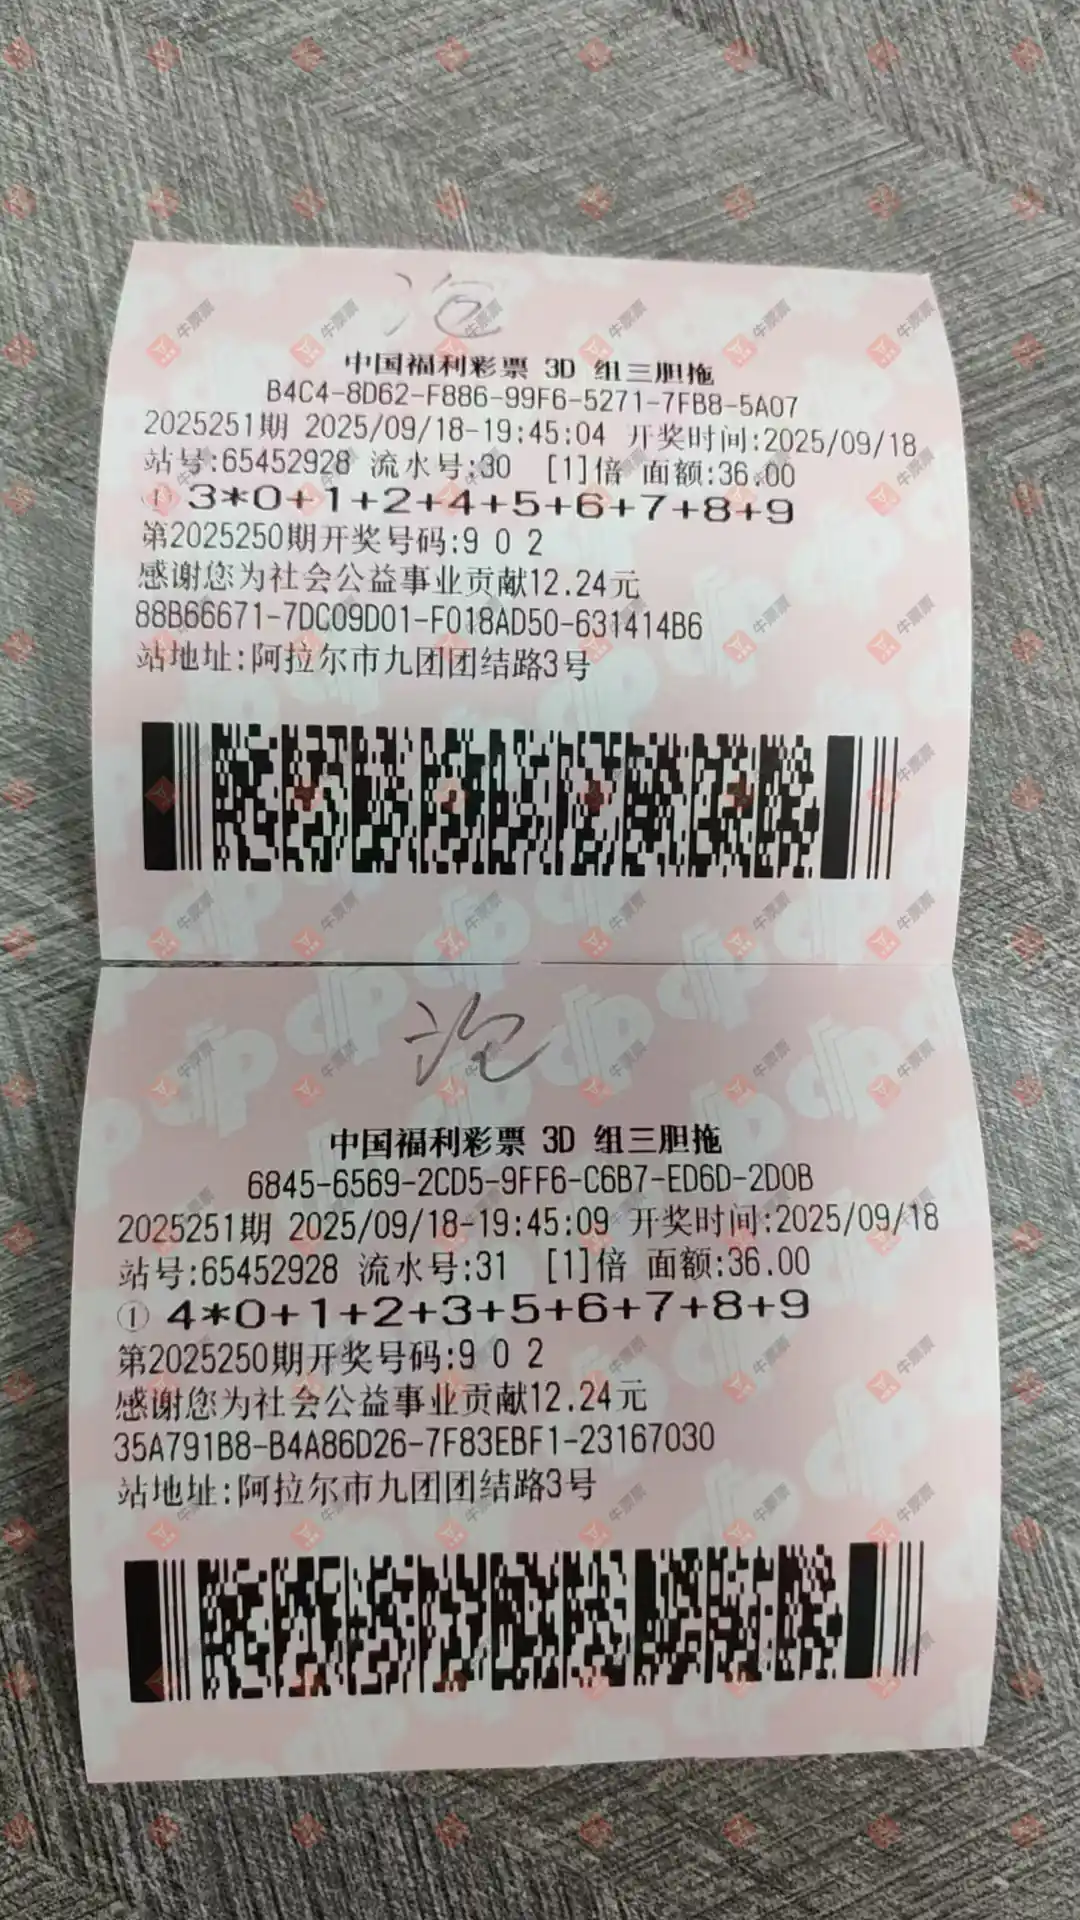 中国福利彩票 3D 组三胆拖
B4C4-8D62-F886-99F6-5271-7FB8-5A07
2025251期 2025/09/18-19:45:04 开奖时间:2025/09/18
站号:65452928 流水号:30 [1]倍 面额:36.00
① 3*0+1+2+4+5+6+7+8+9
第2025250期开奖号码:9 0 2
感谢您为社会公益事业贡献12.24元
88B66671-7DC09D01-F018AD50-631414B6
站地址:阿拉尔市九团团结路3号
中国福利彩票 3D 组三胆拖
6845-6569-2CD5-9FF6-C6B7-ED6D-2D0B
2025251期 2025/09/18-19:45:09 开奖时间:2025/09/18
站号:65452928 流水号:31 [1]倍 面额:36.00
① 4*0+1+2+3+5+6+7+8+9
第2025250期开奖号码:9 0 2
感谢您为社会公益事业贡献12.24元
35A791B8-B4A86D26-7F83EBF1-23167030
站地址:阿拉尔市九团团结路3号
牛票票